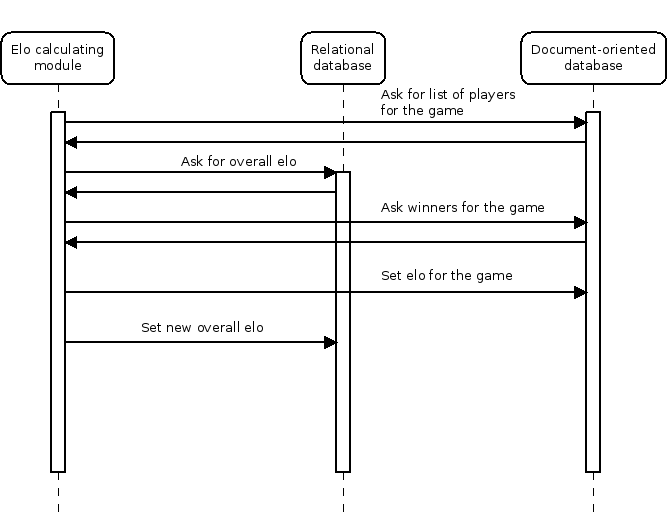 Elo calculating
module
Relational
database
Document-oriented
database
Ask for list of players
for the game
Ask for overall elo
Ask winners for the game
Set elo for the game
Set new overall elo